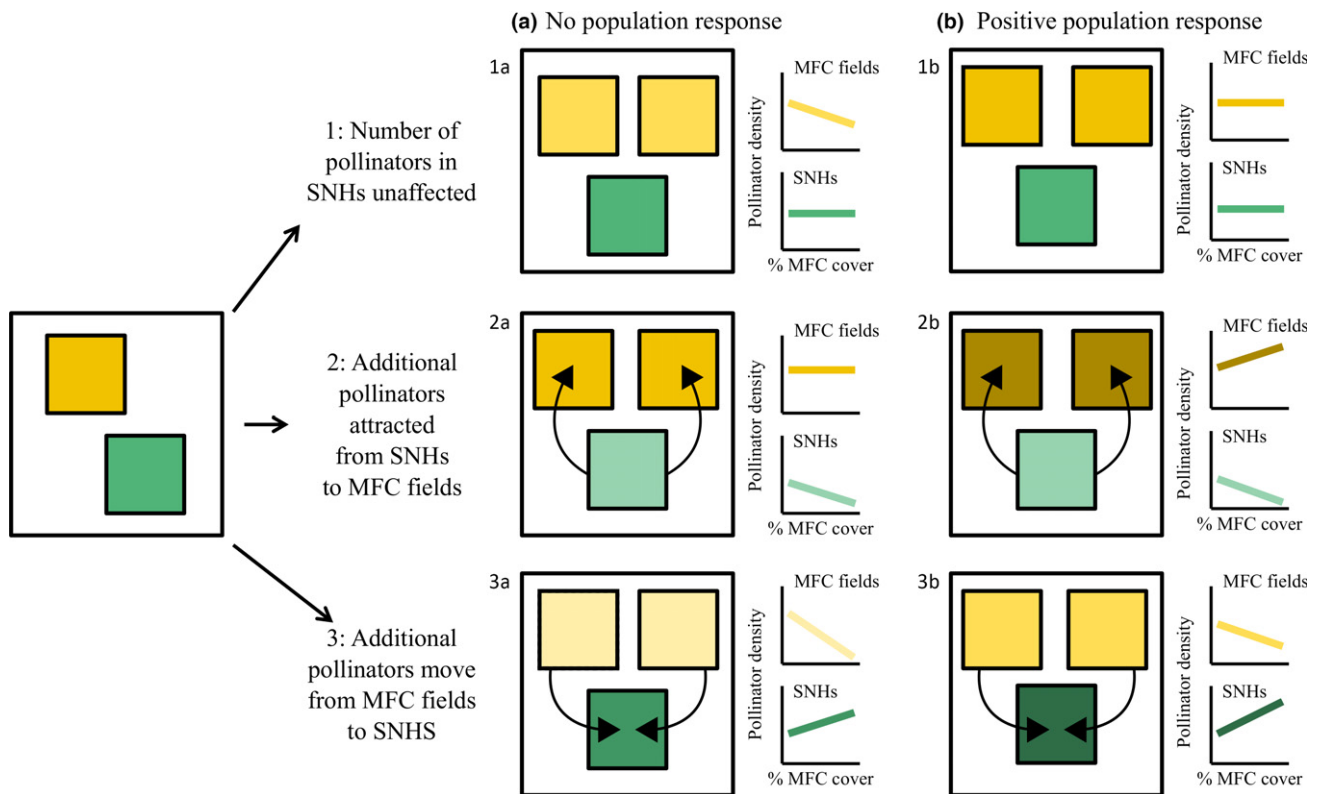 (a) No population response
(b) Positive population response
1: Number of
pollinators in
SNHs unaffected
1a
MFC fields
Pollinator density
SNHs
% MFC cover
1b
MFC fields
Pollinator density
SNHs
% MFC cover
2: Additional
pollinators
attracted
from SNHs
to MFC fields
2a
MFC fields
Pollinator density
SNHs
% MFC cover
2b
MFC fields
Pollinator density
SNHs
% MFC cover
3: Additional
pollinators move
from MFC fields
to SNHS
3a
MFC fields
Pollinator density
SNHs
% MFC cover
3b
MFC fields
Pollinator density
SNHs
% MFC cover